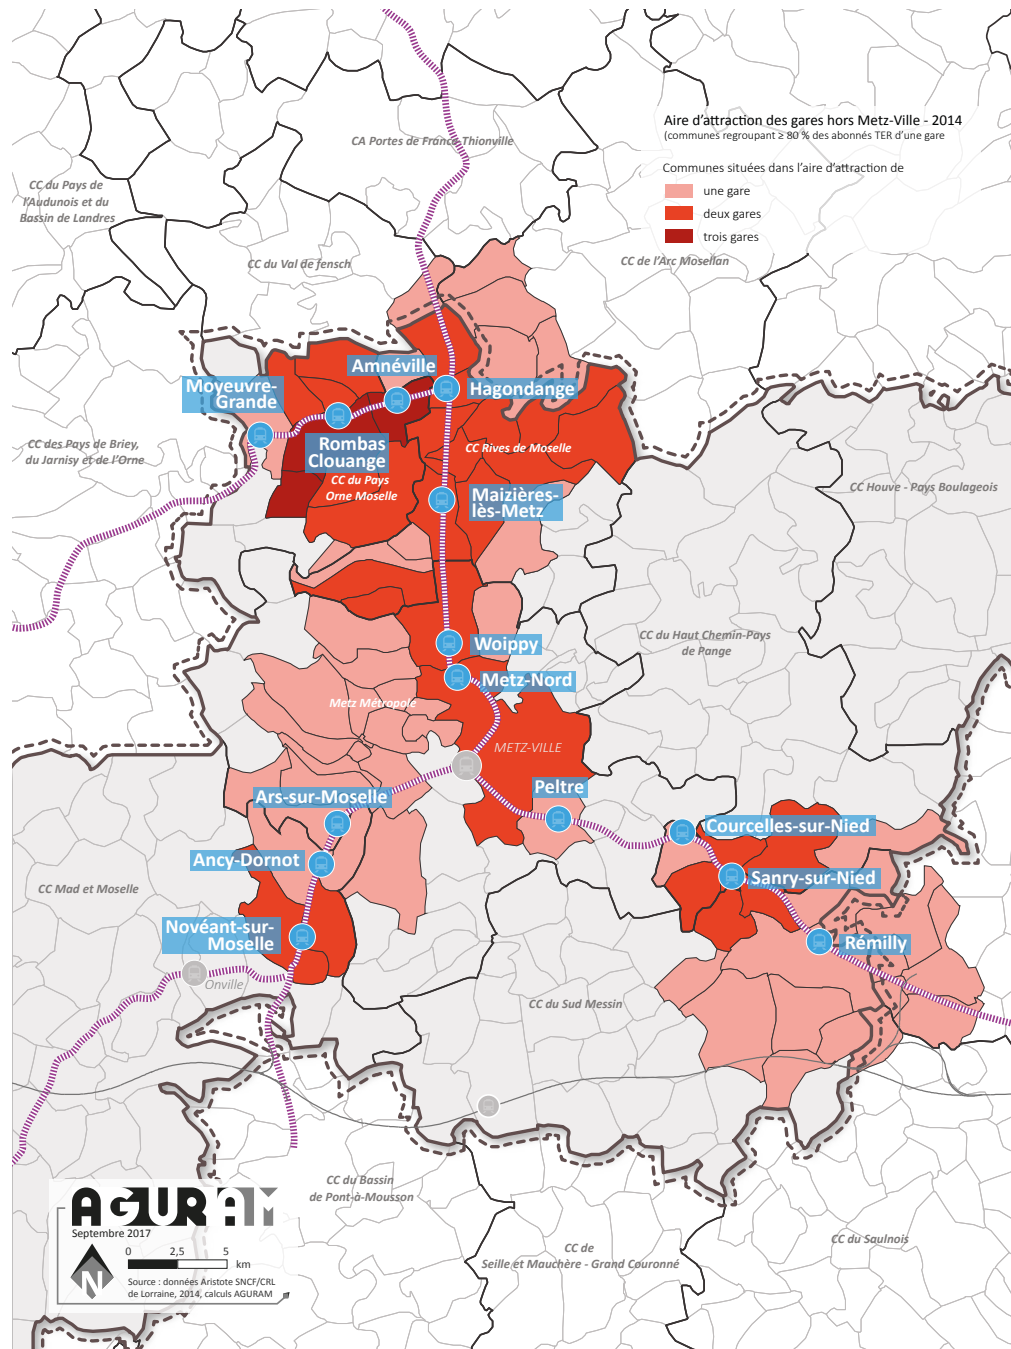 Aire d'attraction des gares hors Metz-Ville - 2014
(communes regroupant ≥ 80 % des abonnés TER d'une gare
Communes situées dans l'aire d'attraction de
une gare
deux gares
trois gares
CA Portes de France-Thionville
CC du Pays de
l'Audunois et du
Bassin de Landres
CC du Val de fensch
CC de l'Arc Mosellan
Amnéville
Moyeuvre-
Grande
Hagondange
Rombas
Clouange
CC des Pays de Briey,
du Jarnisy et de l'Orne
CC Rives de Moselle
CC du Pays
Orne Moselle
Maizières-
lès-Metz
CC Houve - Pays Boulageois
Woippy
CC du Haut Chemin-Pays
de Pange
Metz-Nord
Metz Métropole
METZ-VILLE
Ars-sur-Moselle
Peltre
Courcelles-sur-Nied
Ancy-Dornot
Sanry-sur-Nied
CC Mad et Moselle
Novéant-sur-
Moselle
Rémilly
Onville
CC du Sud Messin
CC du Bassin
de Pont-à-Mousson
CC de
Seille et Mauchère - Grand Couronné
CC du Saulnois
AGURAM
Septembre 2017
0 2,5 5
km
N
Source : données Aristote SNCF/CRL
de Lorraine, 2014, calculs AGURAM